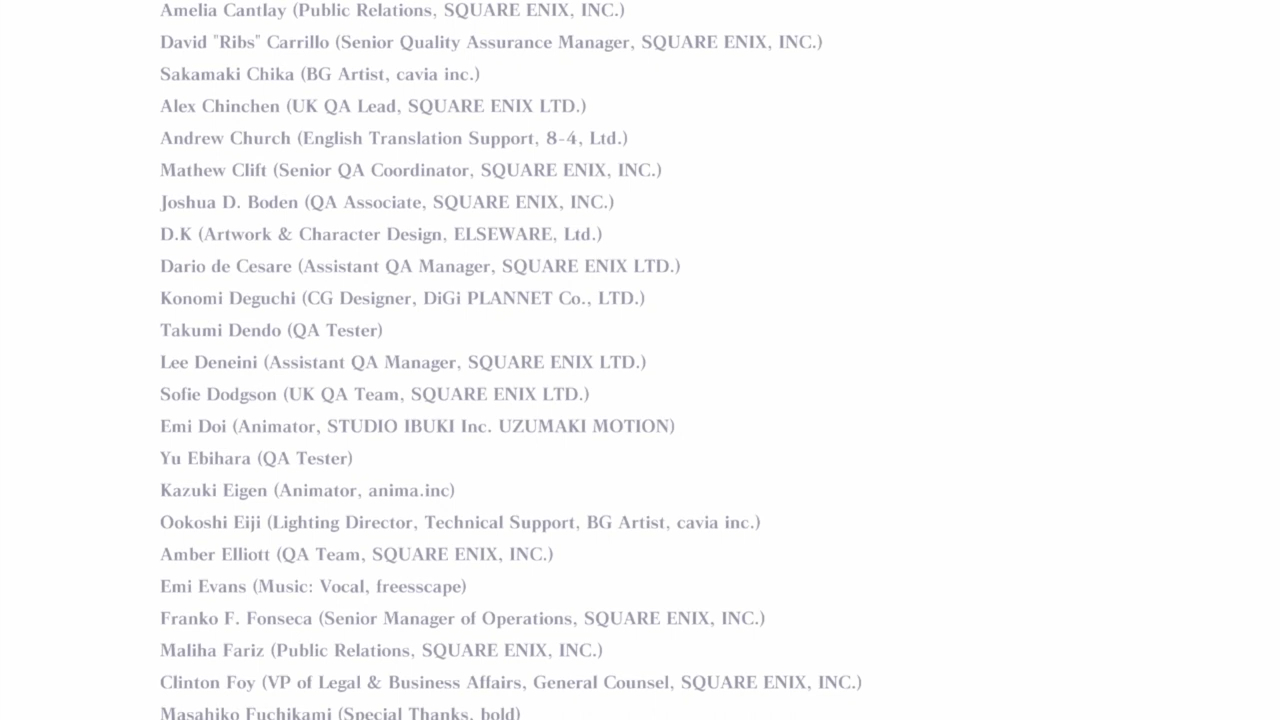 Amelia Cantlay (Public Relations, SQUARE ENIX, INC.)
David "Ribs" Carrillo (Senior Quality Assurance Manager, SQUARE ENIX, INC.)
Sakamaki Chika (BG Artist, cavia inc.)
Alex Chinchen (UK QA Lead, SQUARE ENIX LTD.)
Andrew Church (English Translation Support, 8-4, Ltd.)
Mathew Clift (Senior QA Coordinator, SQUARE ENIX, INC.)
Joshua D. Boden (QA Associate, SQUARE ENIX, INC.)
D.K (Artwork & Character Design, ELSEWARE, Ltd.)
Dario de Cesare (Assistant QA Manager, SQUARE ENIX LTD.)
Konomi Deguchi (CG Designer, DiGi PLANNET Co., LTD.)
Takumi Dendo (QA Tester)
Lee Deneini (Assistant QA Manager, SQUARE ENIX LTD.)
Sofie Dodgson (UK QA Team, SQUARE ENIX LTD.)
Emi Doi (Animator, STUDIO IBUKI Inc. UZUMAKI MOTION)
Yu Ebihara (QA Tester)
Kazuki Eigen (Animator, anima.inc)
Ookoshi Eiji (Lighting Director, Technical Support, BG Artist, cavia inc.)
Amber Elliott (QA Team, SQUARE ENIX, INC.)
Emi Evans (Music: Vocal, freesscape)
Franko F. Fonseca (Senior Manager of Operations, SQUARE ENIX, INC.)
Maliha Fariz (Public Relations, SQUARE ENIX, INC.)
Clinton Foy (VP of Legal & Business Affairs, General Counsel, SQUARE ENIX, INC.)
Masahiko Fuchikami (Special Thanks, bold)